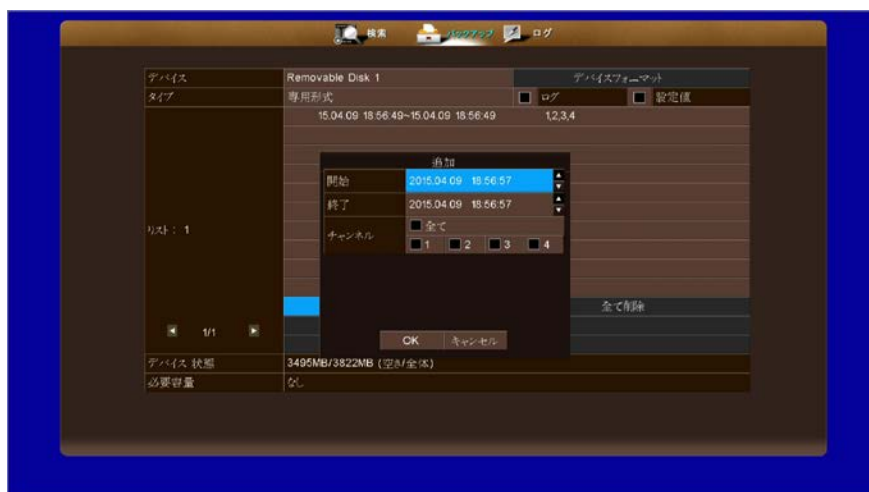 検索 バックアップ ログ
デバイス Removable Disk 1 デバイスフォーマット
タイプ 専用形式 ログ 設定値
15.04.09 18:56:49~15.04.09 18:56:49 1,2,3,4
追加
開始 2015.04.09 18:56:57
終了 2015.04.09 18:56:57
リスト： 1
チャンネル 全て
1 2 3 4
全て削除
1/1
OK キャンセル
デバイス 状態 3495MB/3822MB (空き/全体)
必要容量 なし